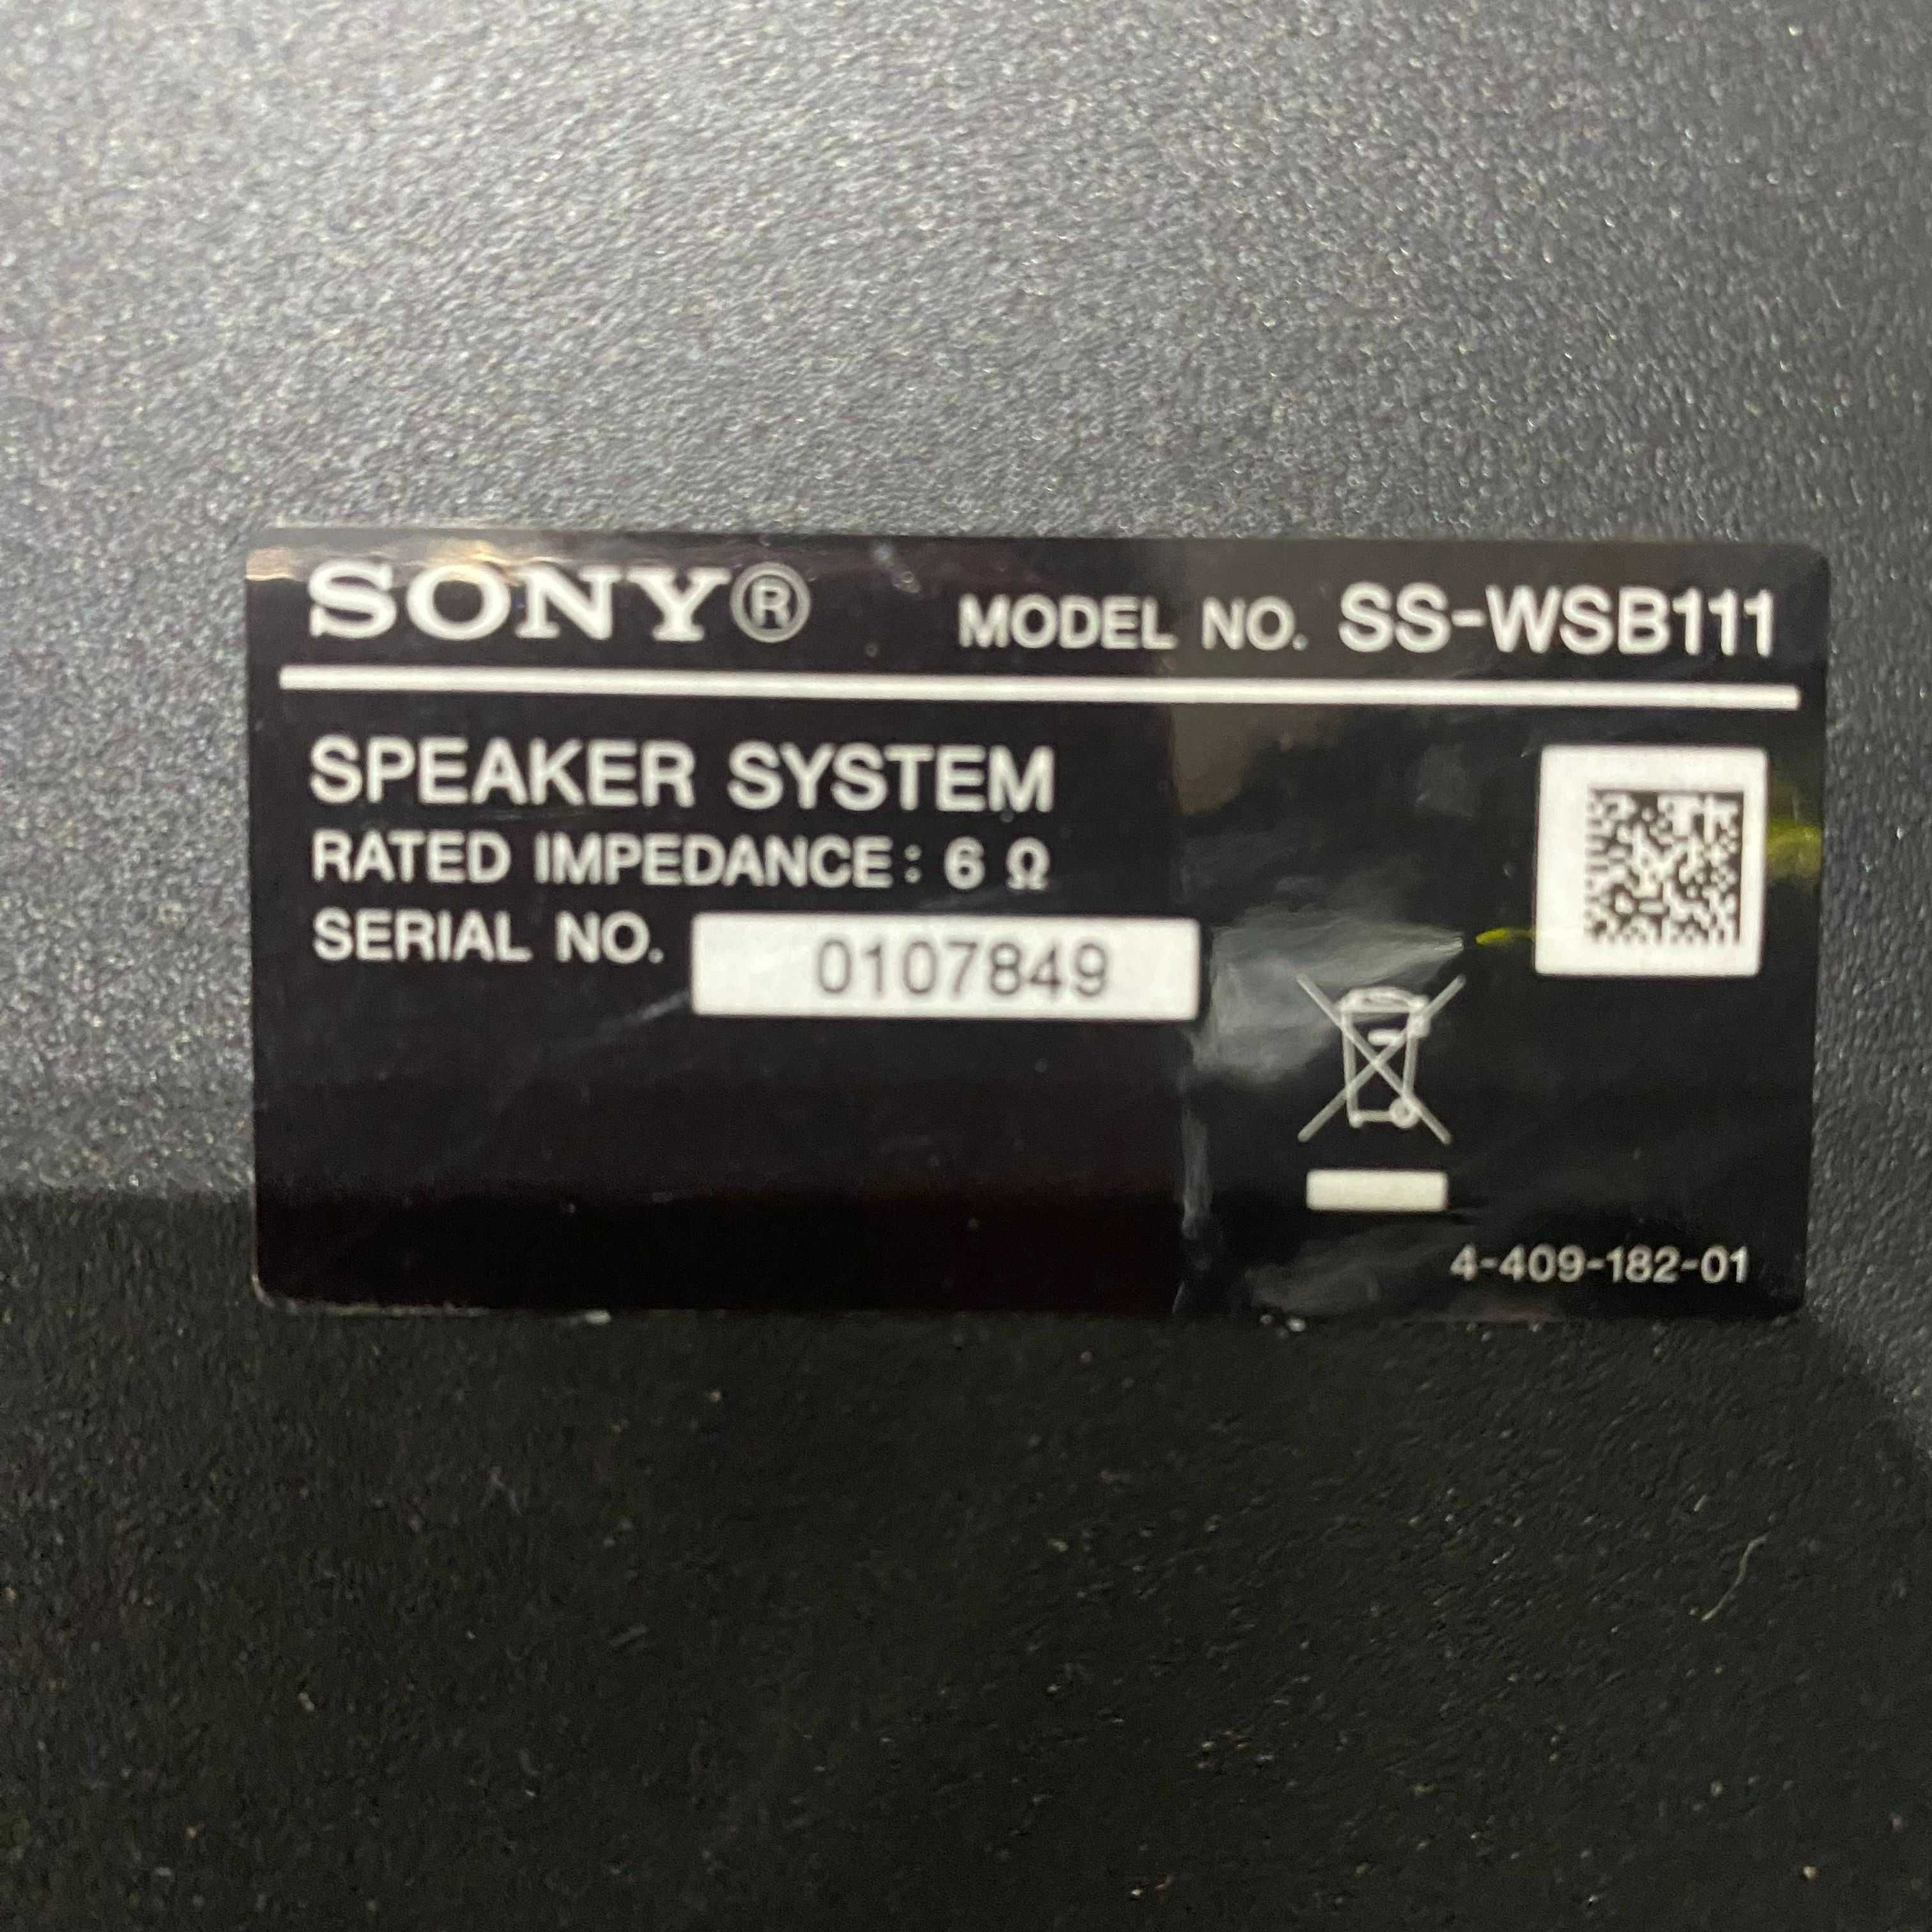 SONY® MODEL NO. SS-WSB111
SPEAKER SYSTEM
RATED IMPEDANCE: 6 Ω
SERIAL NO. 0107849
4-409-182-01